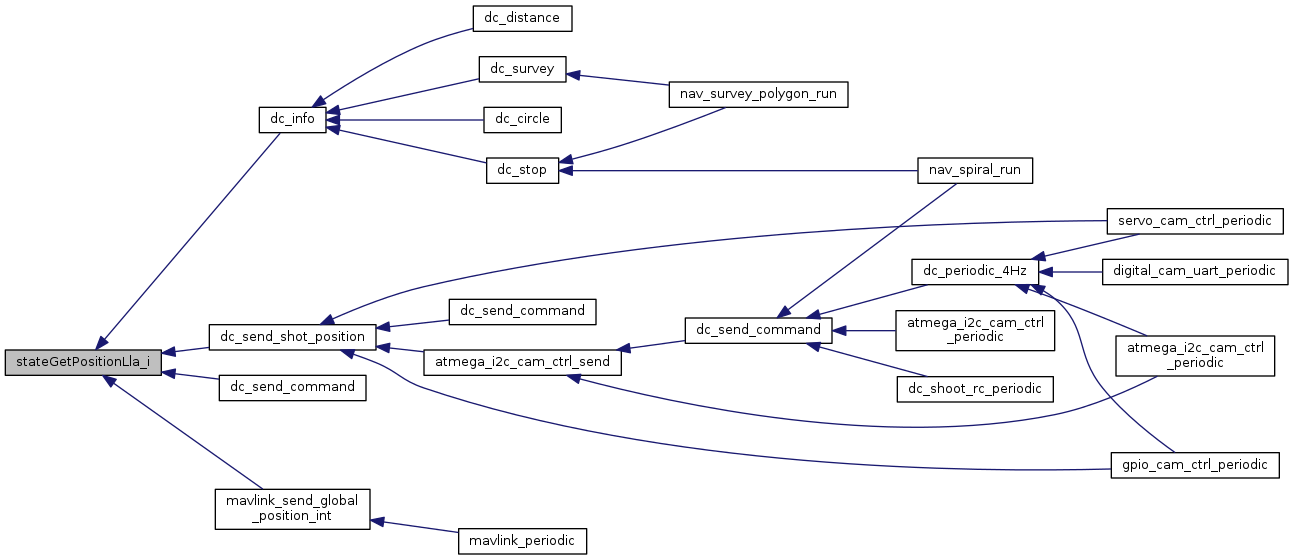 dc_distance
dc_survey
nav_survey_polygon_run
dc_info
dc_circle
dc_stop
nav_spiral_run
servo_cam_ctrl_periodic
dc_periodic_4Hz
digital_cam_uart_periodic
dc_send_command
dc_send_shot_position
dc_send_command
atmega_i2c_cam_ctrl
_periodic
atmega_i2c_cam_ctrl
_periodic
stateGetPositionLla_i
atmega_i2c_cam_ctrl_send
dc_send_command
dc_shoot_rc_periodic
gpio_cam_ctrl_periodic
mavlink_send_global
_position_int
mavlink_periodic